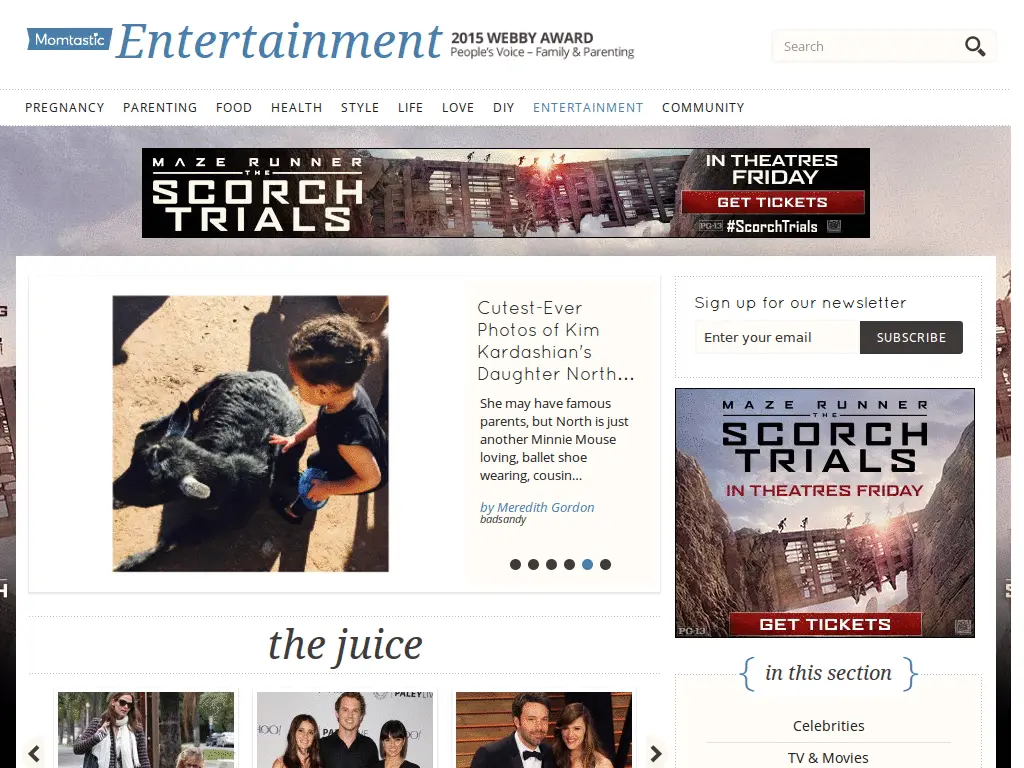 Momtastic Entertainment 2015 WEBBY AWARD
People's Voice – Family & Parenting
Search
PREGNANCY PARENTING FOOD HEALTH STYLE LIFE LOVE DIY ENTERTAINMENT COMMUNITY
MAZE RUNNER
THE
SCORCH
TRIALS
IN THEATRES
FRIDAY
GET TICKETS
PG-13 #ScorchTrials
Cutest-Ever
Photos of Kim
Kardashian's
Daughter North...
She may have famous
parents, but North is just
another Minnie Mouse
loving, ballet shoe
wearing, cousin...
by Meredith Gordon
badsandy
Sign up for our newsletter
Enter your email SUBSCRIBE
MAZE RUNNER
THE
SCORCH
TRIALS
IN THEATRES FRIDAY
GET TICKETS
PG-13
the juice
in this section
Celebrities
TV & Movies
PALEYLIV
HOO!